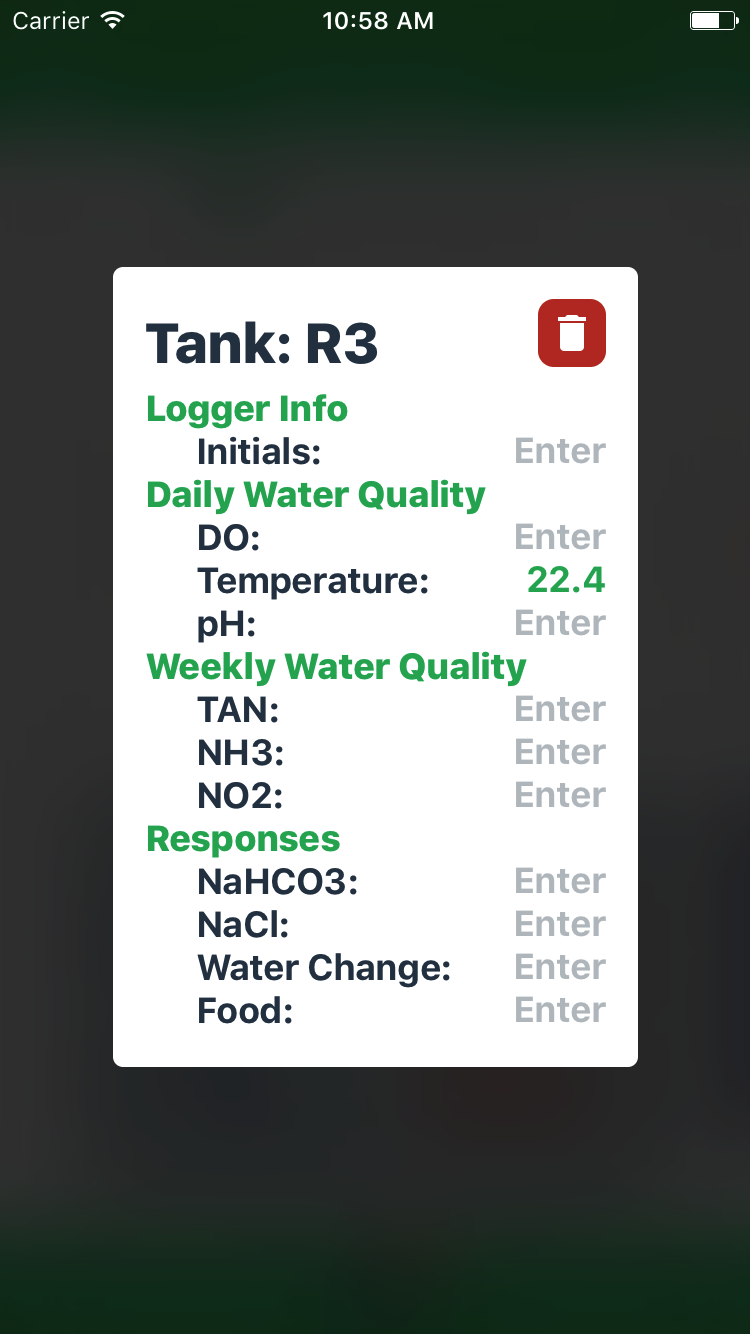 Carrier 10:58 AM
Tank: R3
Logger Info
Initials: Enter
Daily Water Quality
DO: Enter
Temperature: 22.4
pH: Enter
Weekly Water Quality
TAN: Enter
NH3: Enter
NO2: Enter
Responses
NaHCO3: Enter
NaCl: Enter
Water Change: Enter
Food: Enter